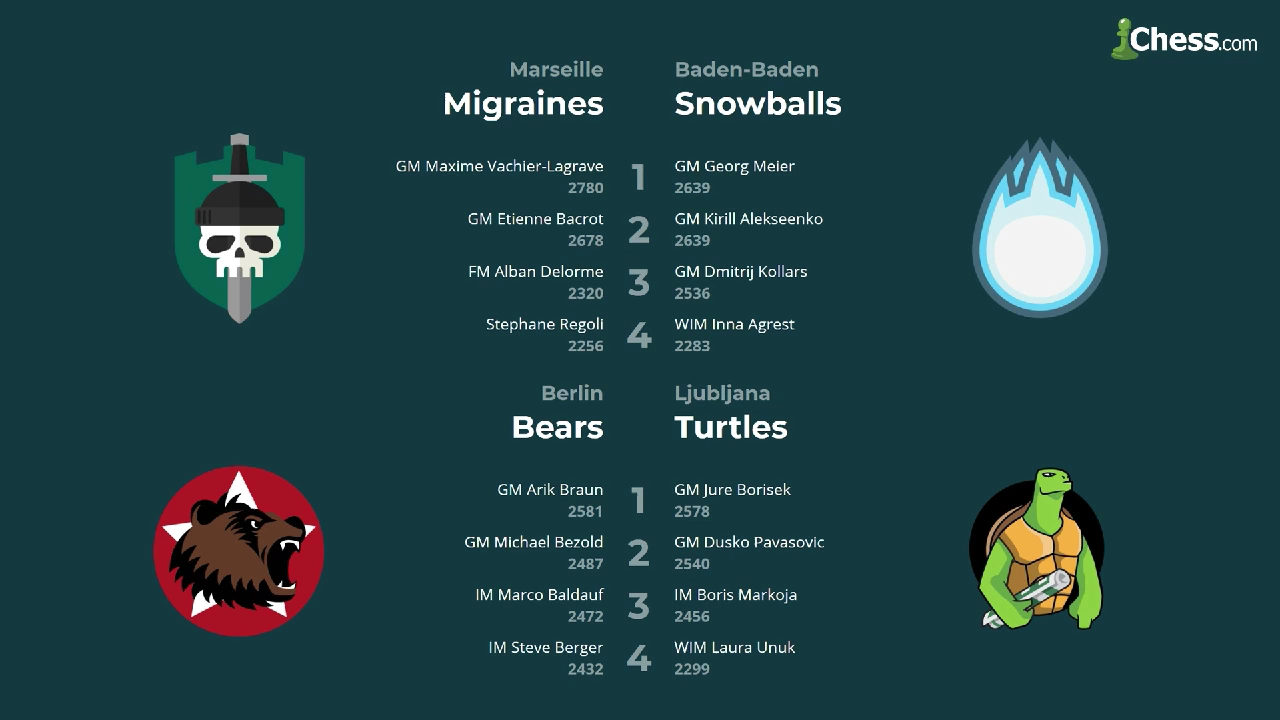 Chess.com
Marseille
Migraines
Baden-Baden
Snowballs
GM Maxime Vachier-Lagrave
2780
1
GM Georg Meier
2639
GM Etienne Bacrot
2678
2
GM Kirill Alekseenko
2639
FM Alban Delorme
2320
3
GM Dmitrij Kollars
2536
Stephane Regoli
2256
4
WIM Inna Agrest
2283
Berlin
Bears
Ljubljana
Turtles
GM Arik Braun
2581
1
GM Jure Borisek
2578
GM Michael Bezold
2487
2
GM Dusko Pavasovic
2540
IM Marco Baldauf
2472
3
IM Boris Markoja
2456
IM Steve Berger
2432
4
WIM Laura Unuk
2299